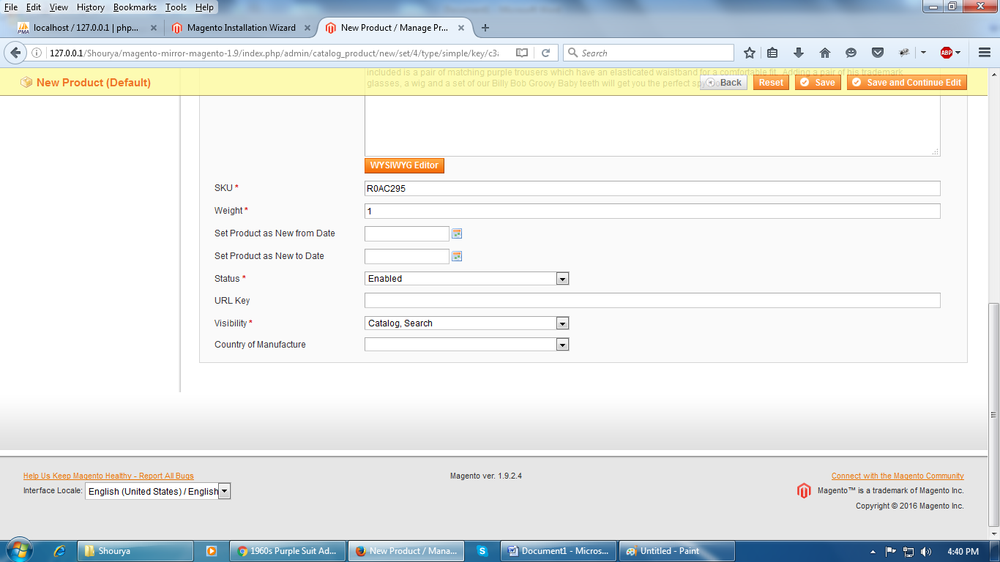 File Edit View History Bookmarks Tools Help
localhost / 127.0.0.1 | php... Magento Installation Wizard New Product / Manage Pr...
127.0.0.1/Shourya/magento-mirror-magento-1.9/index.php/admin/catalog_product/new/set/4/type/simple/key/c3 Search ABP
included is a pair of matching purple trousers which have an elasticated waistband for a comfortable fit. Adding a pair of his trademark
New Product (Default) glasses, a wig and a set of our Billy Bob Groovy Baby teeth will get you the perfect spy Back Reset Save Save and Continue Edit
WYSIWYG Editor
SKU * R0AC295
Weight * 1
Set Product as New from Date
Set Product as New to Date
Status * Enabled
URL Key
Visibility * Catalog, Search
Country of Manufacture
Help Us Keep Magento Healthy - Report All Bugs Magento ver. 1.9.2.4 Connect with the Magento Community
Interface Locale: English (United States) / English Magento™ is a trademark of Magento Inc.
Copyright © 2016 Magento Inc.
Shourya 1960s Purple Suit Ad... New Product / Mana... Document1 - Micros... Untitled - Paint 4:40 PM